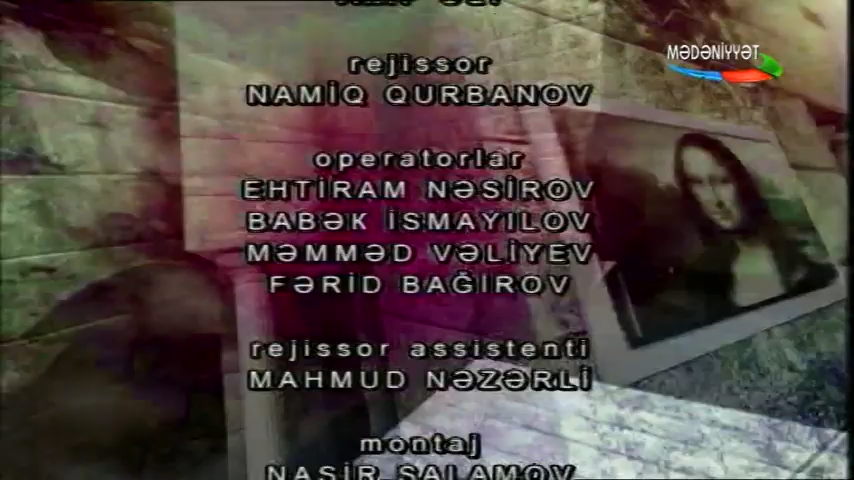 rejissor
MƏDƏNİYYƏT
NAMİQ QURBANOV
operatorlar
EHTİRAM NƏSİROV
BABƏK İSMAYILOV
MƏMMƏD VƏLİYEV
FƏRİD BAĞIROV
rejissor assistenti
MAHMUD NƏZƏRLİ
montaj
NASİR SALAMOV